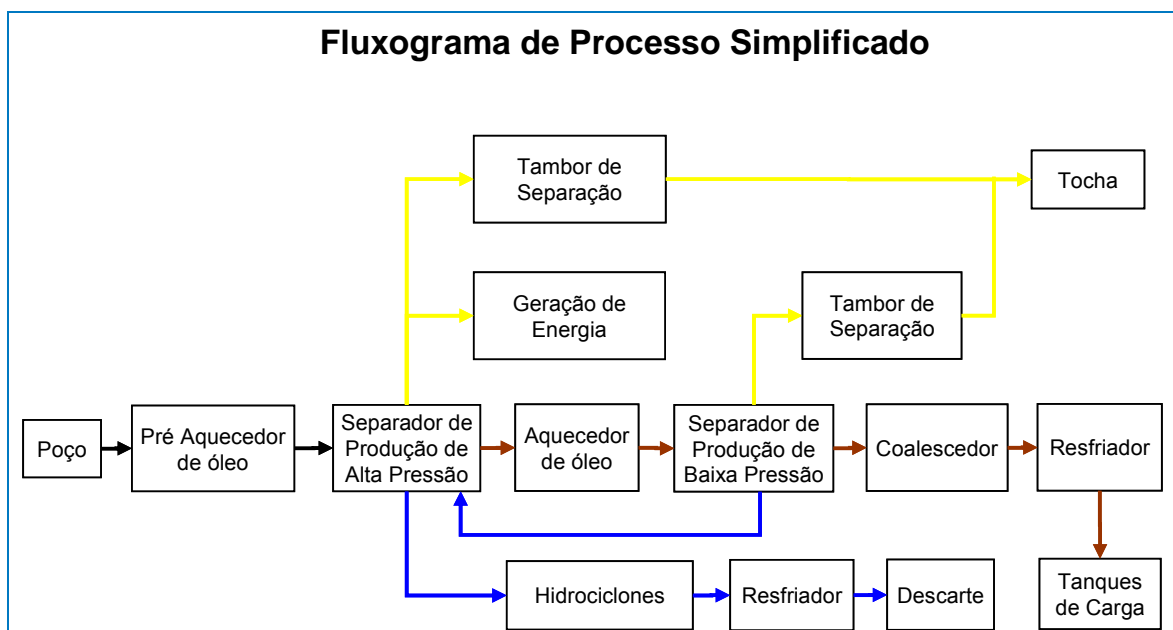 Fluxograma de Processo Simplificado
Tambor de
Separação
Tocha
Geração de
Energia
Tambor de
Separação
Poço
Pré Aquecedor
de óleo
Separador de
Produção de
Alta Pressão
Aquecedor
de óleo
Separador de
Produção de
Baixa Pressão
Coalescedor
Resfriador
Hidrociclones
Resfriador
Descarte
Tanques
de Carga